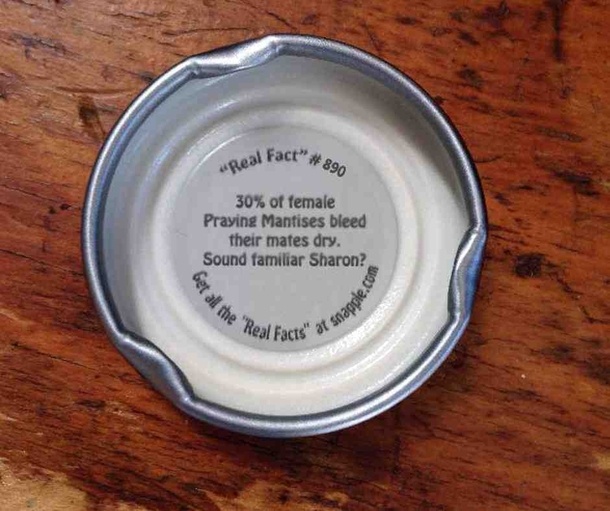 "Real Fact" # 890
30% of female
Praying Mantises bleed
their mates dry.
Sound familiar Sharon?
Get all the "Real Facts" at snapple.com